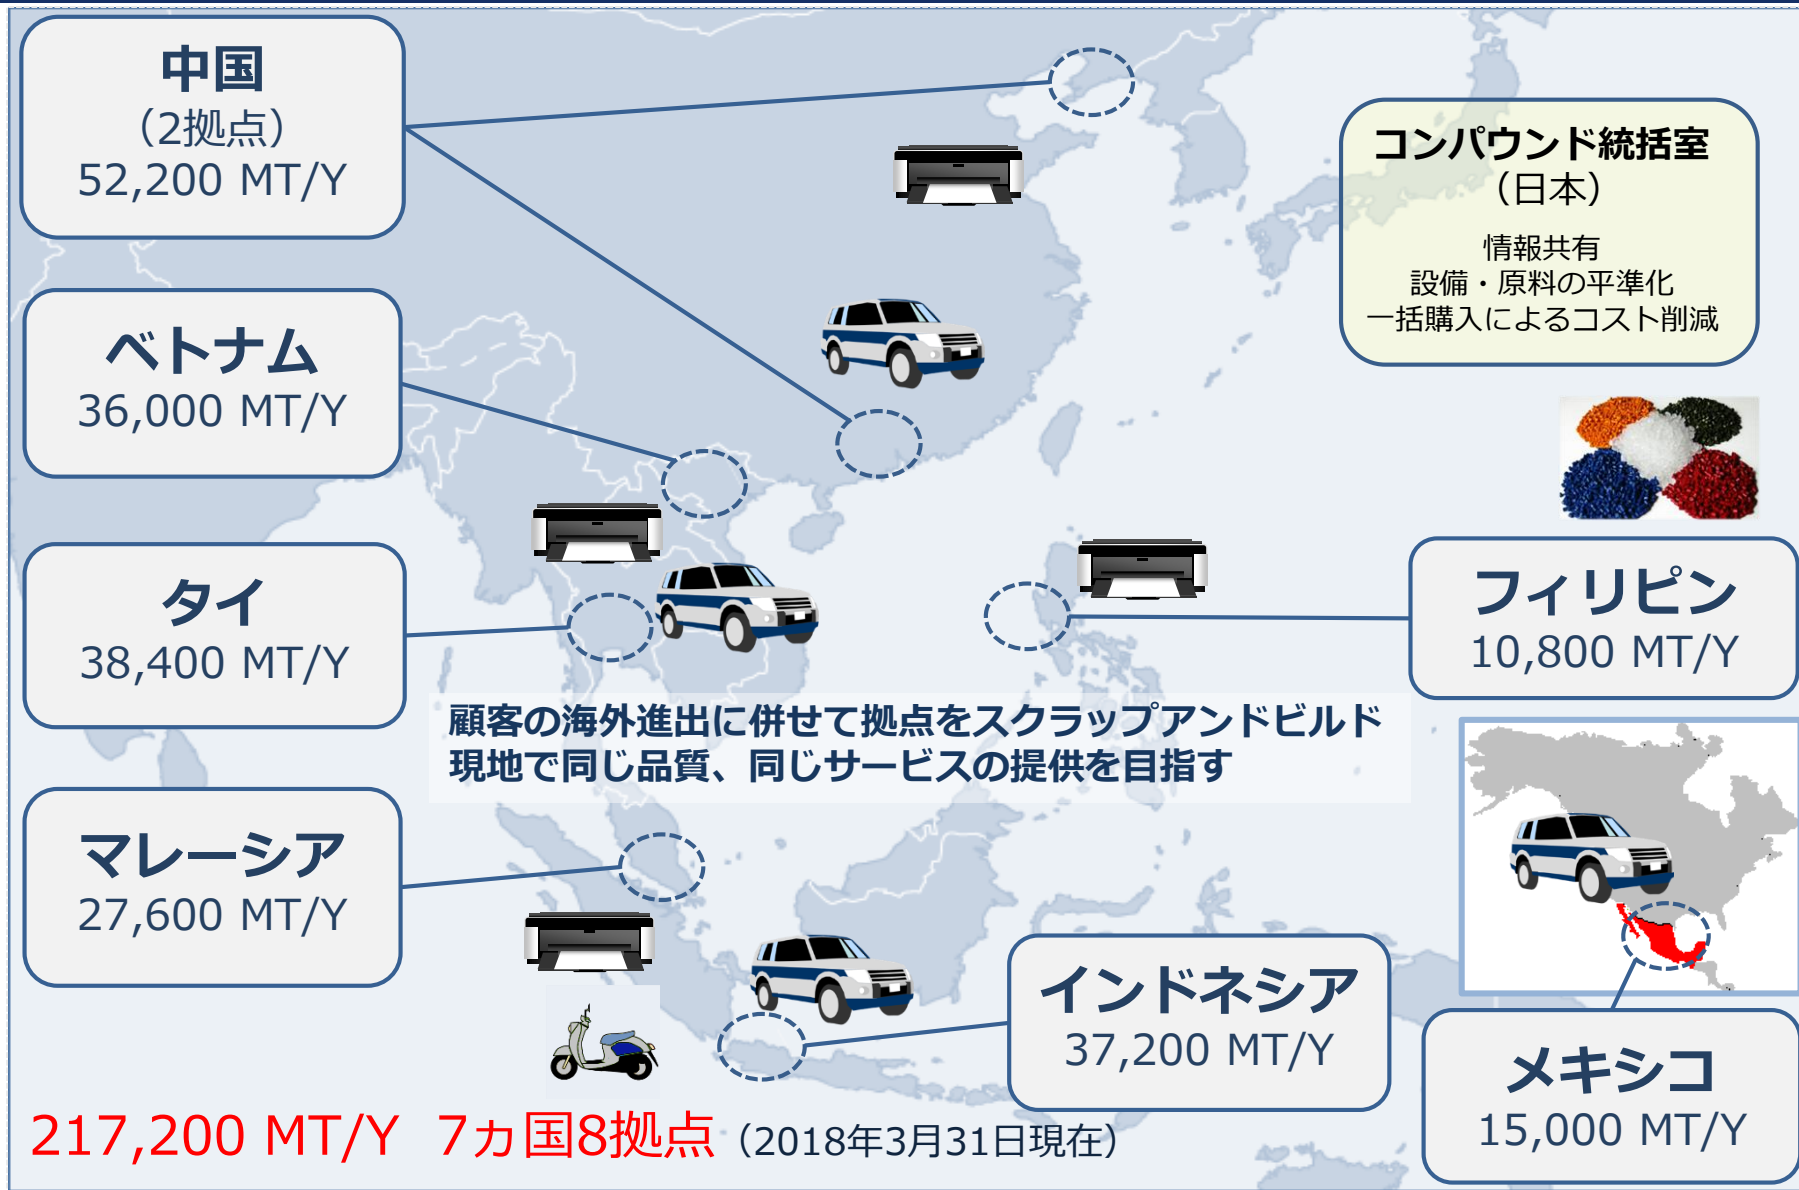 中国
（2拠点）
52,200 MT/Y
ベトナム
36,000 MT/Y
タイ
38,400 MT/Y
マレーシア
27,600 MT/Y
コンパウンド統括室
（日本）
情報共有
設備・原料の平準化
一括購入によるコスト削減
フィリピン
10,800 MT/Y
顧客の海外進出に併せて拠点をスクラップアンドビルド
現地で同じ品質、同じサービスの提供を目指す
インドネシア
37,200 MT/Y
メキシコ
15,000 MT/Y
217,200 MT/Y 7ヵ国8拠点（2018年3月31日現在）